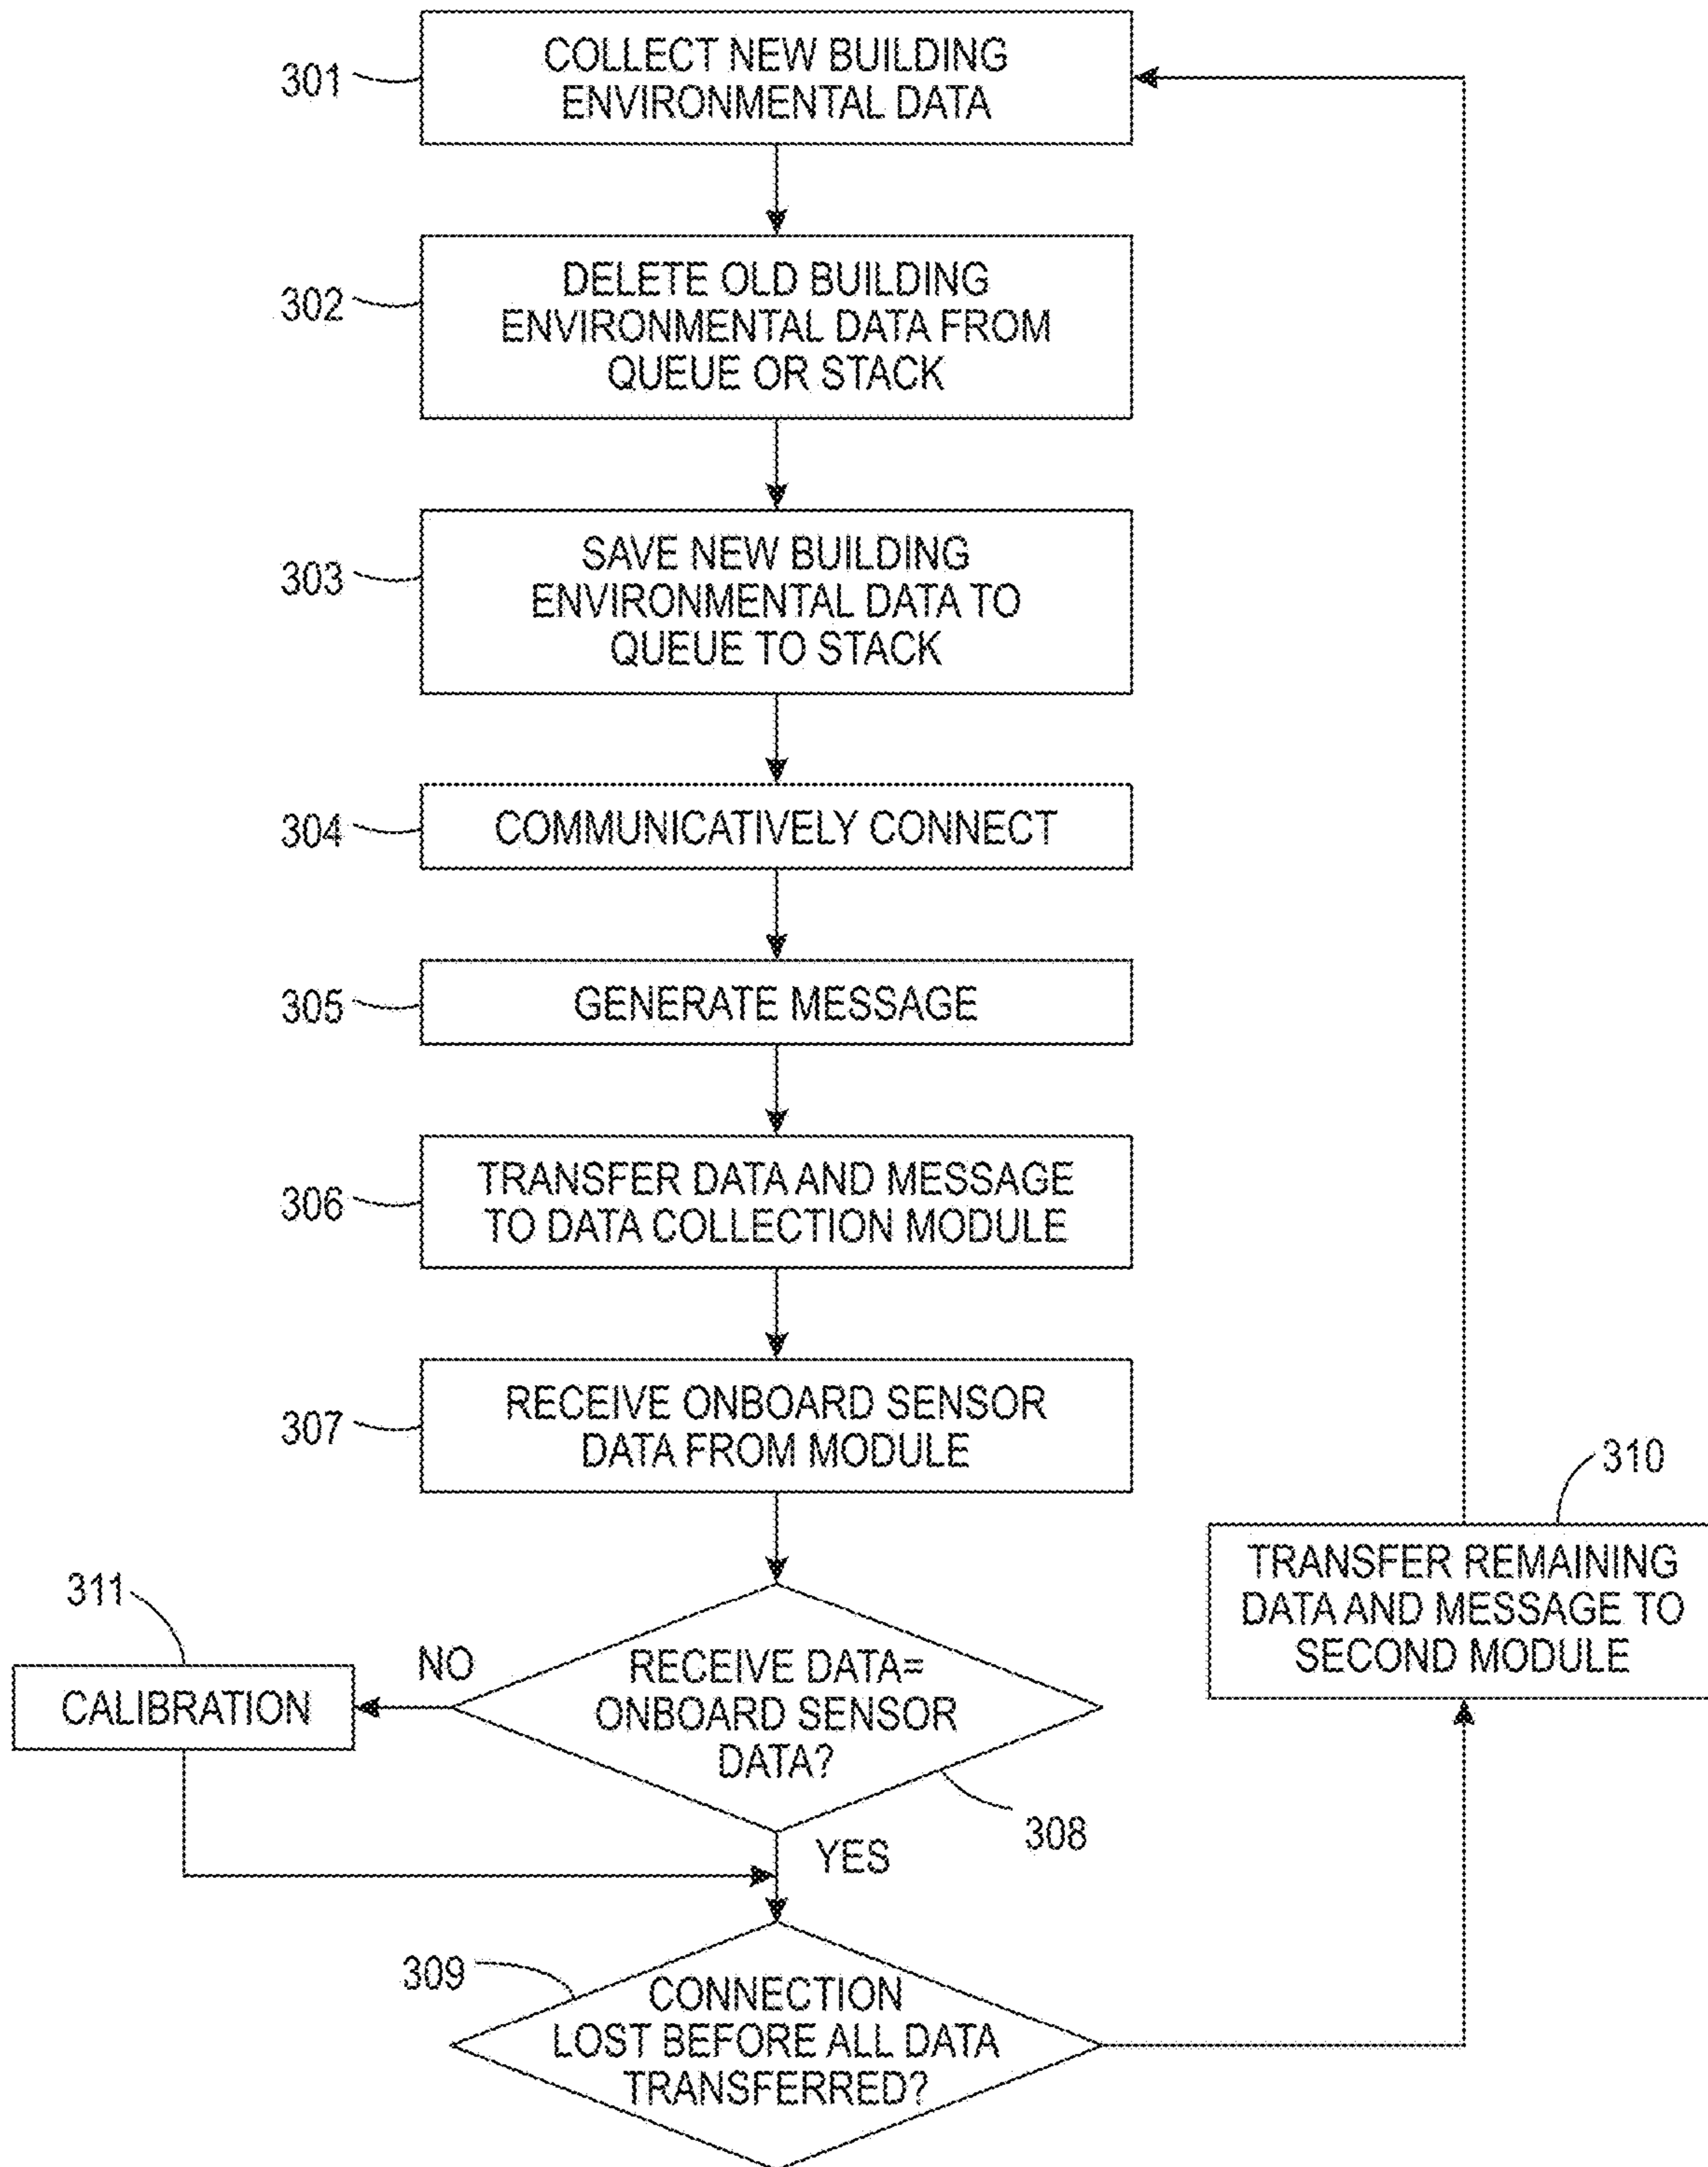 301
COLLECT NEW BUILDING
ENVIRONMENTAL DATA
302
DELETE OLD BUILDING
ENVIRONMENTAL DATA FROM
QUEUE OR STACK
303
SAVE NEW BUILDING
ENVIRONMENTAL DATA TO
QUEUE TO STACK
304
COMMUNICATIVELY CONNECT
305
GENERATE MESSAGE
306
TRANSFER DATA AND MESSAGE
TO DATA COLLECTION MODULE
307
RECEIVE ONBOARD SENSOR
DATA FROM MODULE
310
TRANSFER REMAINING
DATA AND MESSAGE TO
SECOND MODULE
311
CALIBRATION
NO
RECEIVE DATA=
ONBOARD SENSOR
DATA?
308
YES
309
CONNECTION
LOST BEFORE ALL DATA
TRANSFERRED?